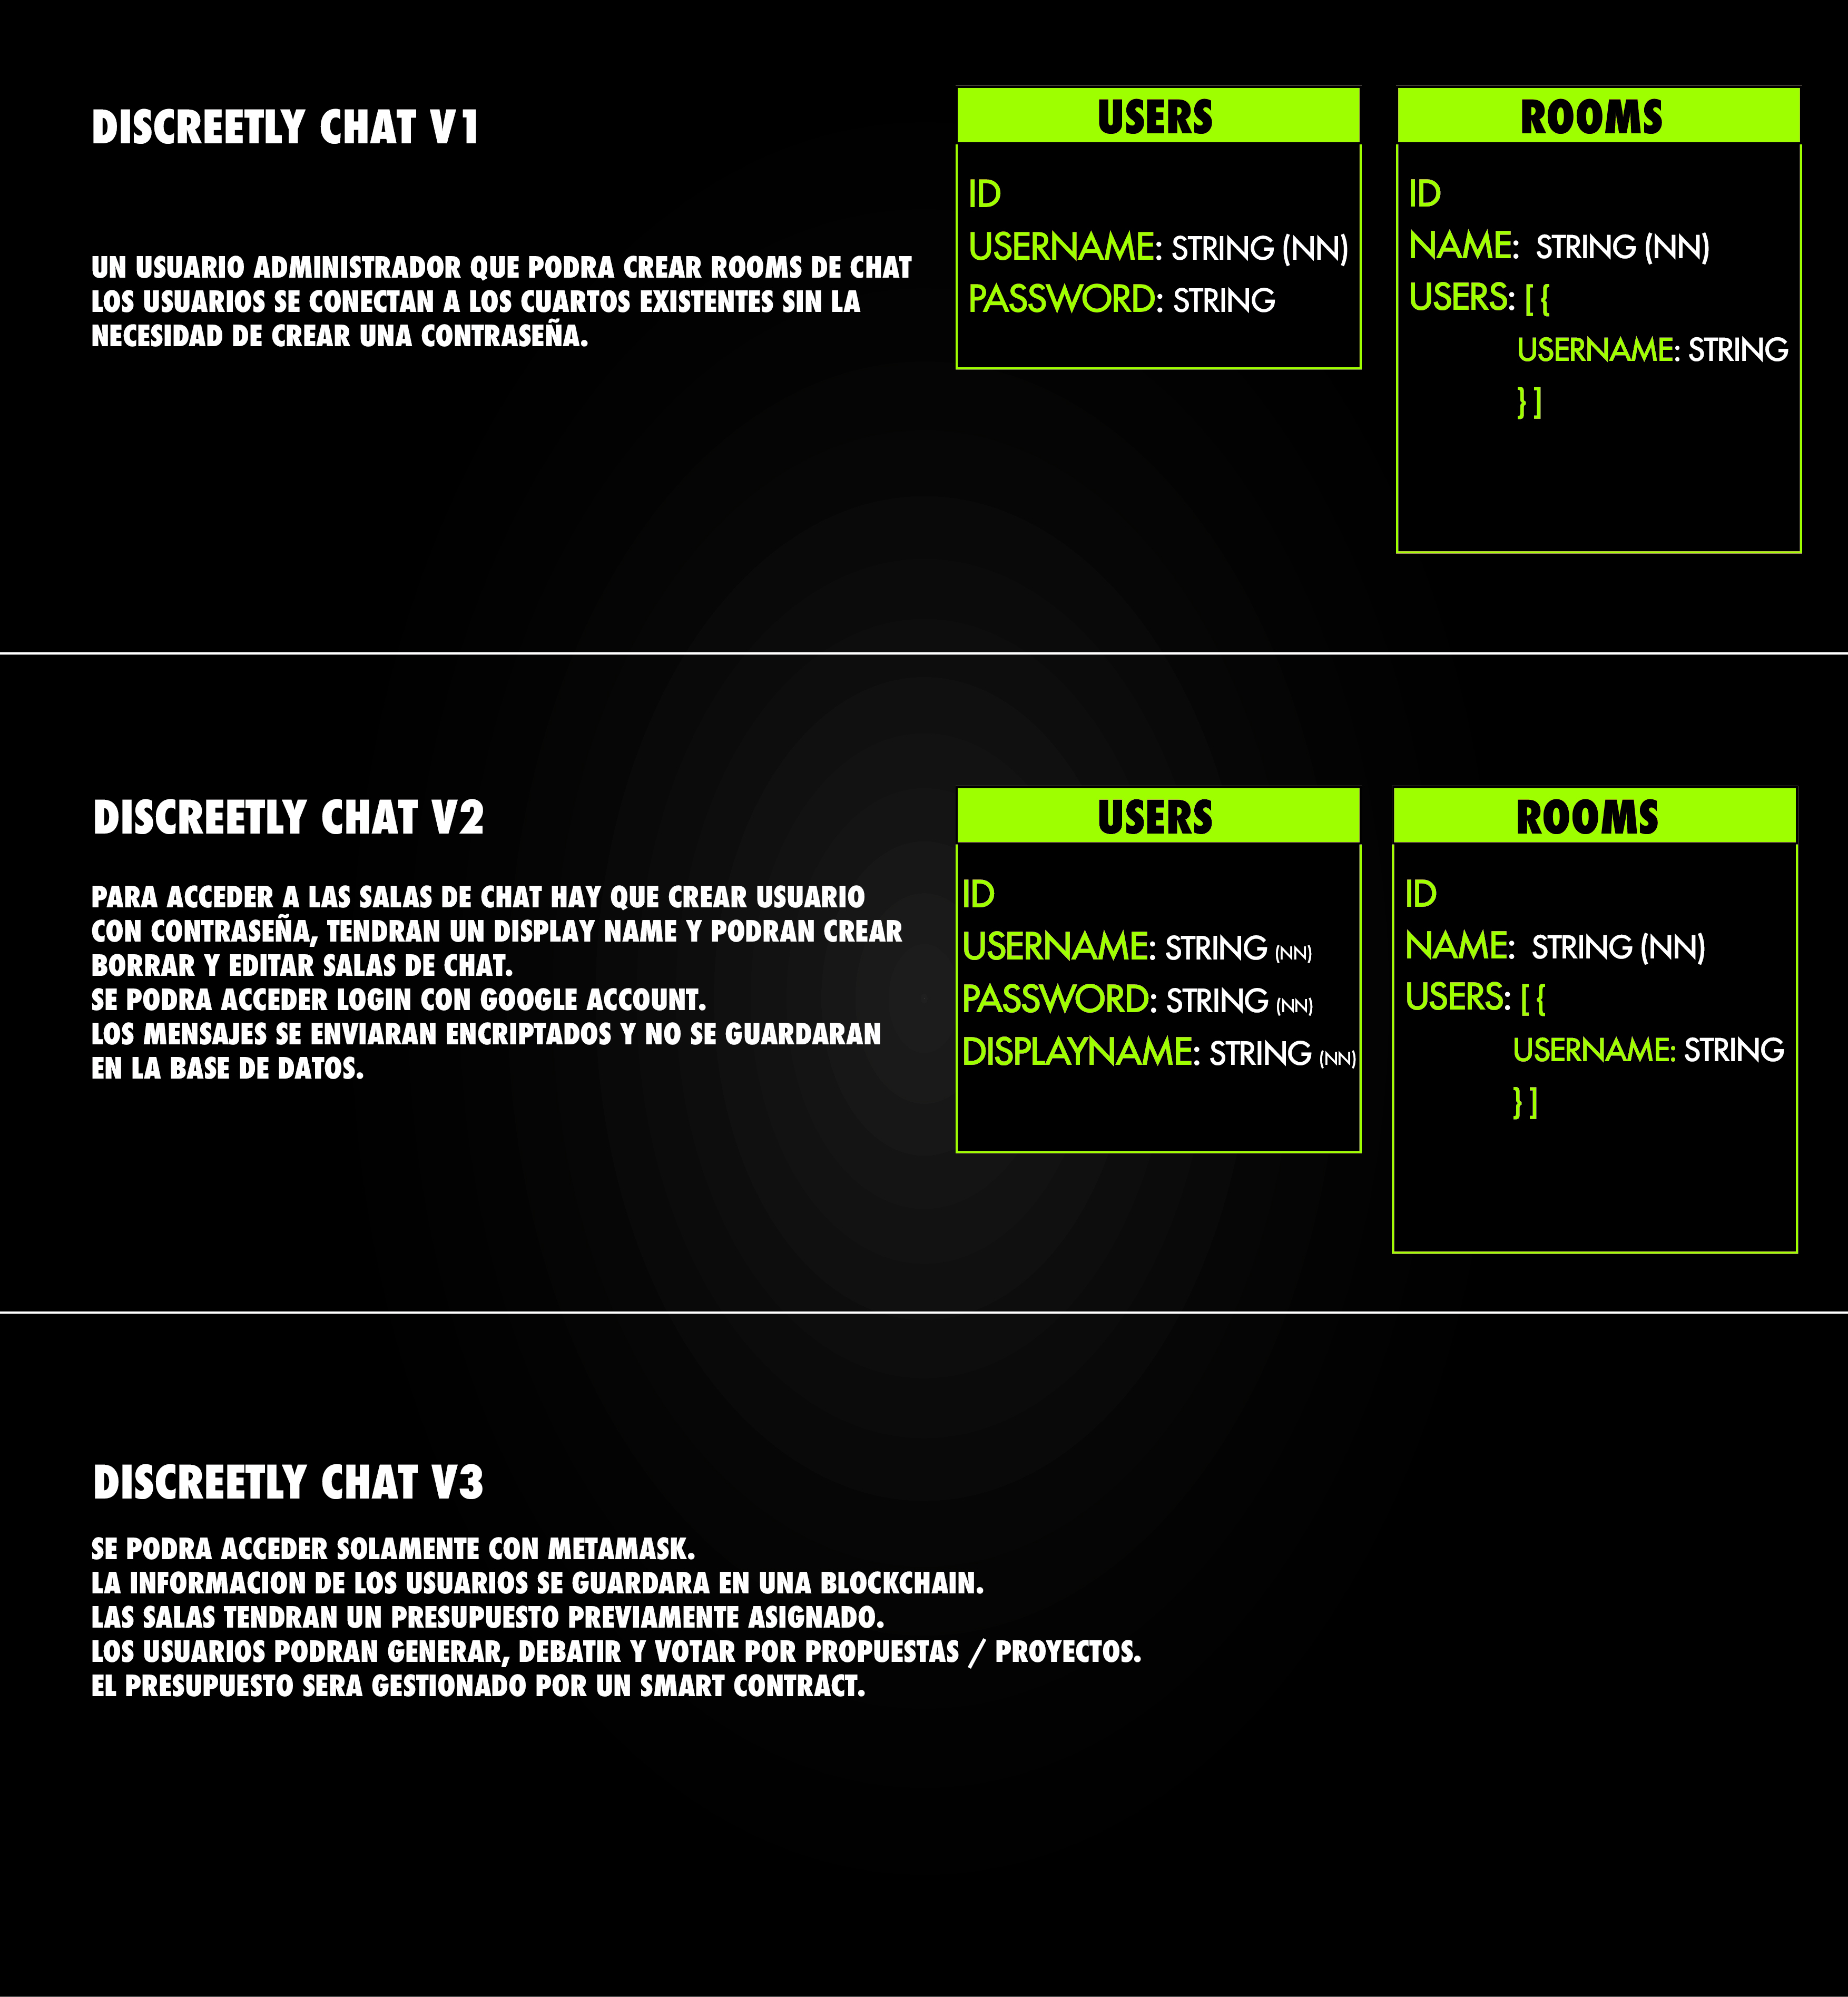 DISCREETLY CHAT V1
UN USUARIO ADMINISTRADOR QUE PODRA CREAR ROOMS DE CHAT
LOS USUARIOS SE CONECTAN A LOS CUARTOS EXISTENTES SIN LA
NECESIDAD DE CREAR UNA CONTRASEÑA.
USERS
ID
USERNAME: STRING (NN)
PASSWORD: STRING
ROOMS
ID
NAME: STRING (NN)
USERS: [ {
USERNAME: STRING
} ]
DISCREETLY CHAT V2
PARA ACCEDER A LAS SALAS DE CHAT HAY QUE CREAR USUARIO
CON CONTRASEÑA, TENDRAN UN DISPLAY NAME Y PODRAN CREAR
BORRAR Y EDITAR SALAS DE CHAT.
SE PODRA ACCEDER LOGIN CON GOOGLE ACCOUNT.
LOS MENSAJES SE ENVIARAN ENCRIPTADOS Y NO SE GUARDARAN
EN LA BASE DE DATOS.
USERS
ID
USERNAME: STRING (NN)
PASSWORD: STRING (NN)
DISPLAYNAME: STRING (NN)
ROOMS
ID
NAME: STRING (NN)
USERS: [ {
USERNAME: STRING
} ]
DISCREETLY CHAT V3
SE PODRA ACCEDER SOLAMENTE CON METAMASK.
LA INFORMACION DE LOS USUARIOS SE GUARDARA EN UNA BLOCKCHAIN.
LAS SALAS TENDRAN UN PRESUPUESTO PREVIAMENTE ASIGNADO.
LOS USUARIOS PODRAN GENERAR, DEBATIR Y VOTAR POR PROPUESTAS / PROYECTOS.
EL PRESUPUESTO SERA GESTIONADO POR UN SMART CONTRACT.